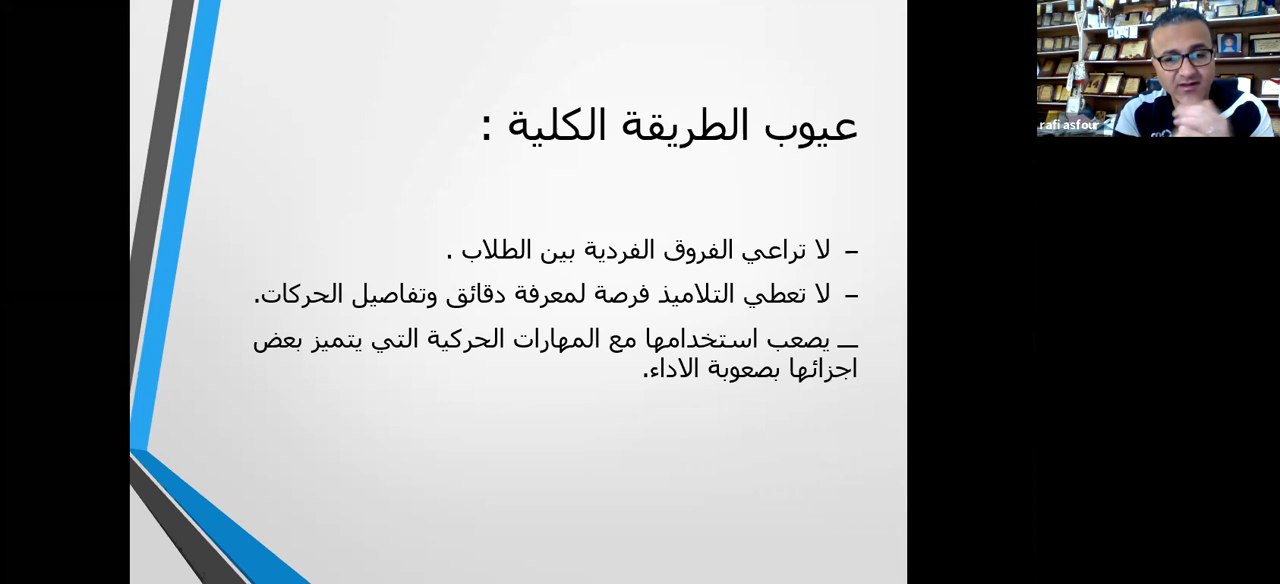 عيوب الطريقة الكلية :
– لا تراعي الفروق الفردية بين الطلاب .
– لا تعطي التلاميذ فرصة لمعرفة دقائق وتفاصيل الحركات.
ــ يصعب استخدامها مع المهارات الحركية التي يتميز بعض
اجزائها بصعوبة الاداء.
rafi asfour